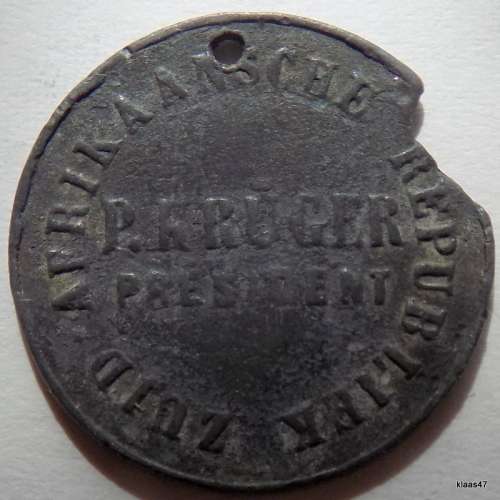 ZUID AFRIKAANSCHE REPUBLIEK
P. KRÜGER
PRESIDENT
klaas47